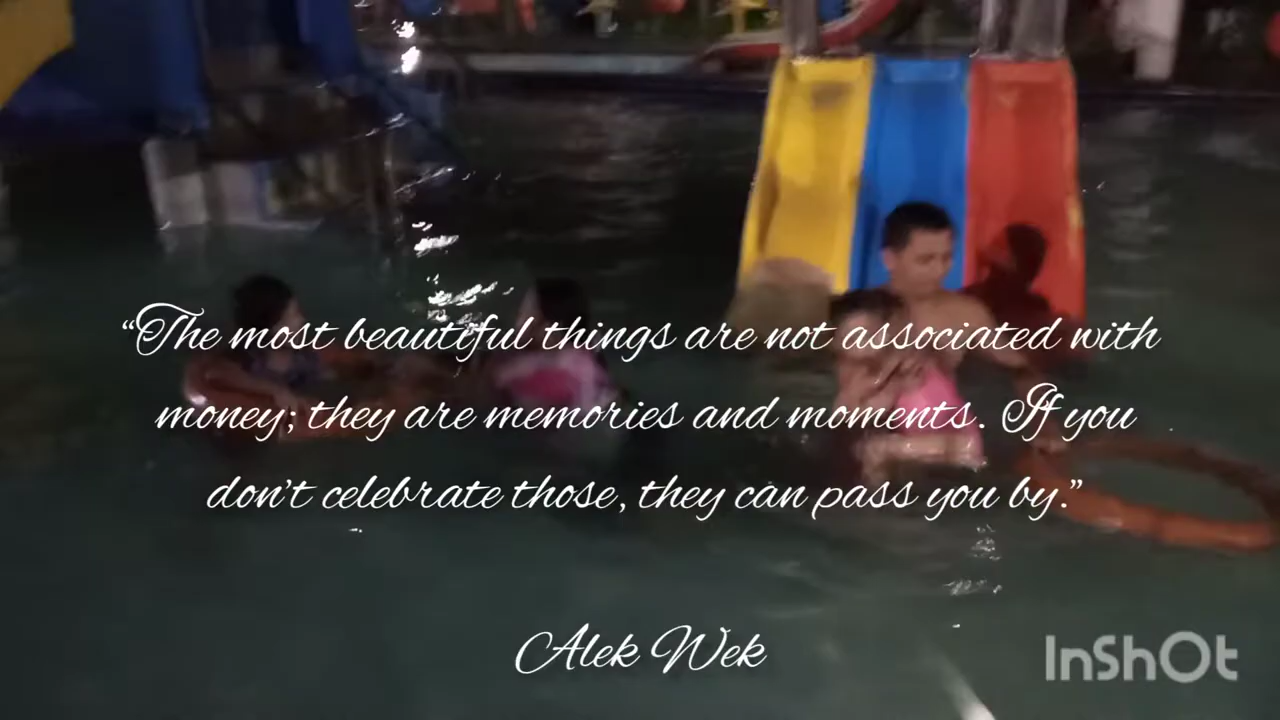 “The most beautiful things are not associated with
money; they are memories and moments. If you
don't celebrate those, they can pass you by.”
Alek Wek
InShOt